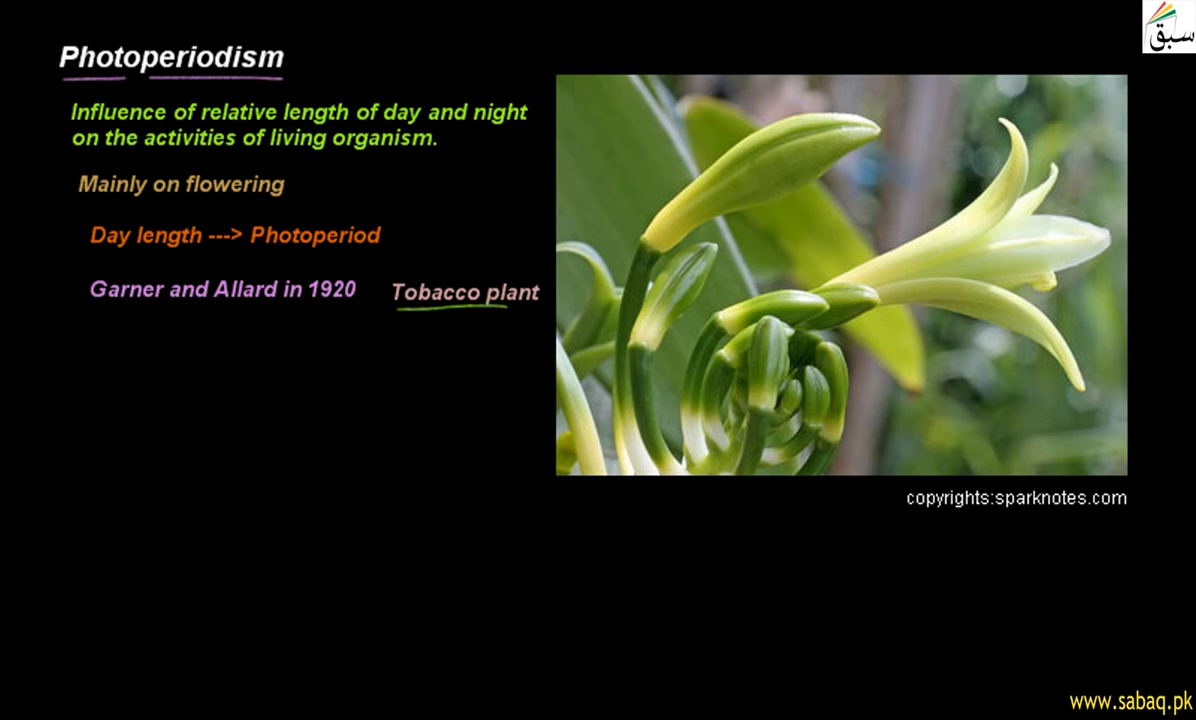 سبق
Photoperiodism
Influence of relative length of day and night
on the activities of living organism.
Mainly on flowering
Day length ---> Photoperiod
Garner and Allard in 1920
Tobacco plant
copyrights:sparknotes.com
www.sabaq.pk